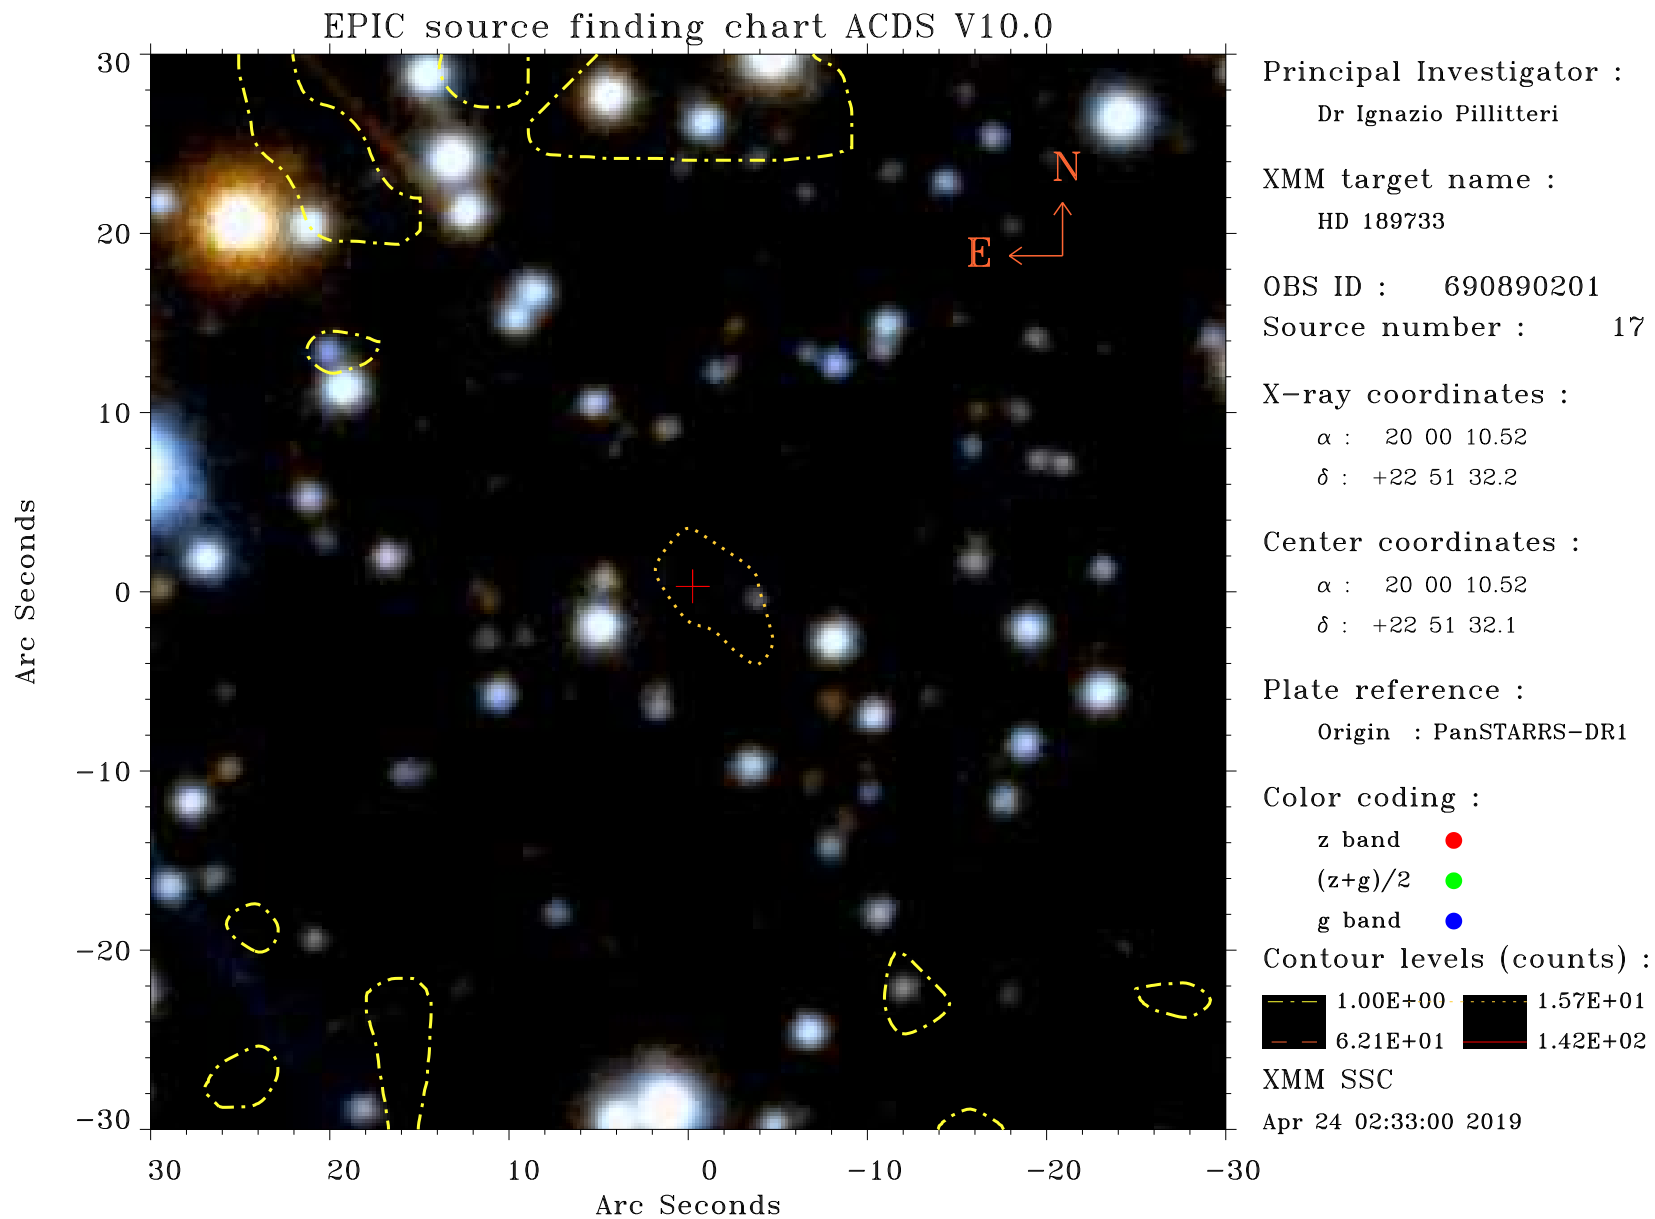 EPIC source finding chart ACDS V10.0
30
20
10
0
−10
−20
−30
Arc Seconds
30 20 10 0 −10 −20 −30
Arc Seconds
N
E
Principal Investigator :
Dr Ignazio Pillitteri
XMM target name :
HD 189733
OBS ID : 690890201
Source number : 17
X−ray coordinates :
α : 20 00 10.52
δ : +22 51 32.2
Center coordinates :
α : 20 00 10.52
δ : +22 51 32.1
Plate reference :
Origin : PanSTARRS−DR1
Color coding :
z band
(z+g)/2
g band
Contour levels (counts) :
1.00E+00 1.57E+01
6.21E+01 1.42E+02
XMM SSC
Apr 24 02:33:00 2019